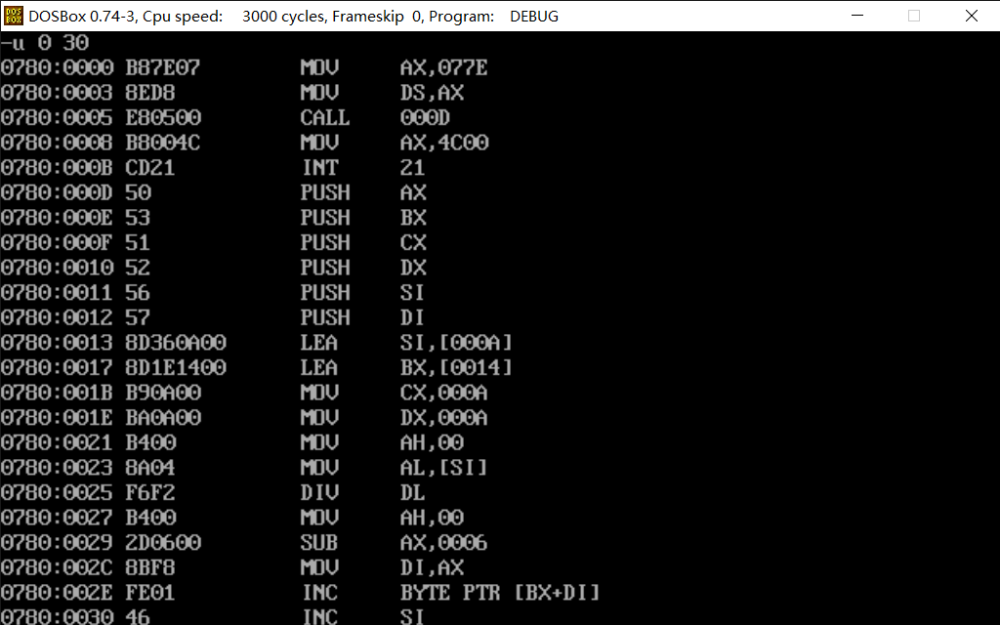 DOS
BOX
DOSBox 0.74-3, Cpu speed: 3000 cycles, Frameskip 0, Program: DEBUG
-u 0 30
0780:0000 B87E07 MOV AX,077E
0780:0003 8ED8 MOV DS,AX
0780:0005 E80500 CALL 000D
0780:0008 B8004C MOV AX,4C00
0780:000B CD21 INT 21
0780:000D 50 PUSH AX
0780:000E 53 PUSH BX
0780:000F 51 PUSH CX
0780:0010 52 PUSH DX
0780:0011 56 PUSH SI
0780:0012 57 PUSH DI
0780:0013 8D360A00 LEA SI,[000A]
0780:0017 8D1E1400 LEA BX,[0014]
0780:001B B90A00 MOV CX,000A
0780:001E BA0A00 MOV DX,000A
0780:0021 B400 MOV AH,00
0780:0023 8A04 MOV AL,[SI]
0780:0025 F6F2 DIV DL
0780:0027 B400 MOV AH,00
0780:0029 2D0600 SUB AX,0006
0780:002C 8BF8 MOV DI,AX
0780:002E FE01 INC BYTE PTR [BX+DI]
0780:0030 46 INC SI